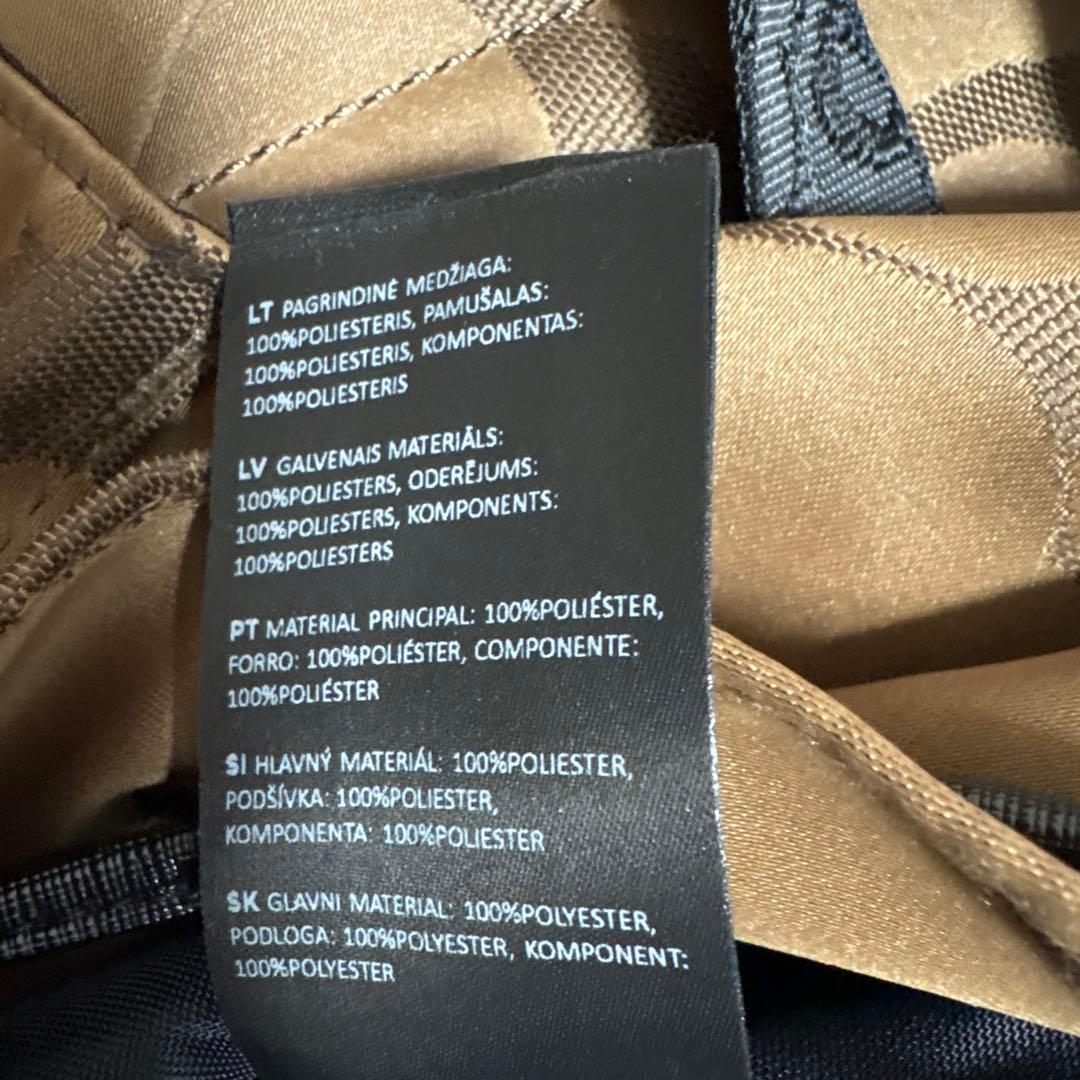 LT PAGRINDINĖ MEDŽIAGA:
100%POLIESTERIS, PAMUŠALAS:
100%POLIESTERIS, KOMPONENTAS:
100%POLIESTERIS
LV GALVENAIS MATERIĀLS:
100%POLIESTERS, ODERĒJUMS:
100%POLIESTERS, KOMPONENTS:
100%POLIESTERS
PT MATERIAL PRINCIPAL: 100%POLIÉSTER,
FORRO: 100%POLIÉSTER, COMPONENTE:
100%POLIÉSTER
SI HLAVNÝ MATERIÁL: 100%POLIESTER,
PODŠÍVKA: 100%POLIESTER,
KOMPONENTA: 100%POLIESTER
SK GLAVNI MATERIAL: 100%POLYESTER,
PODLOGA: 100%POLYESTER, KOMPONENT:
100%POLYESTER